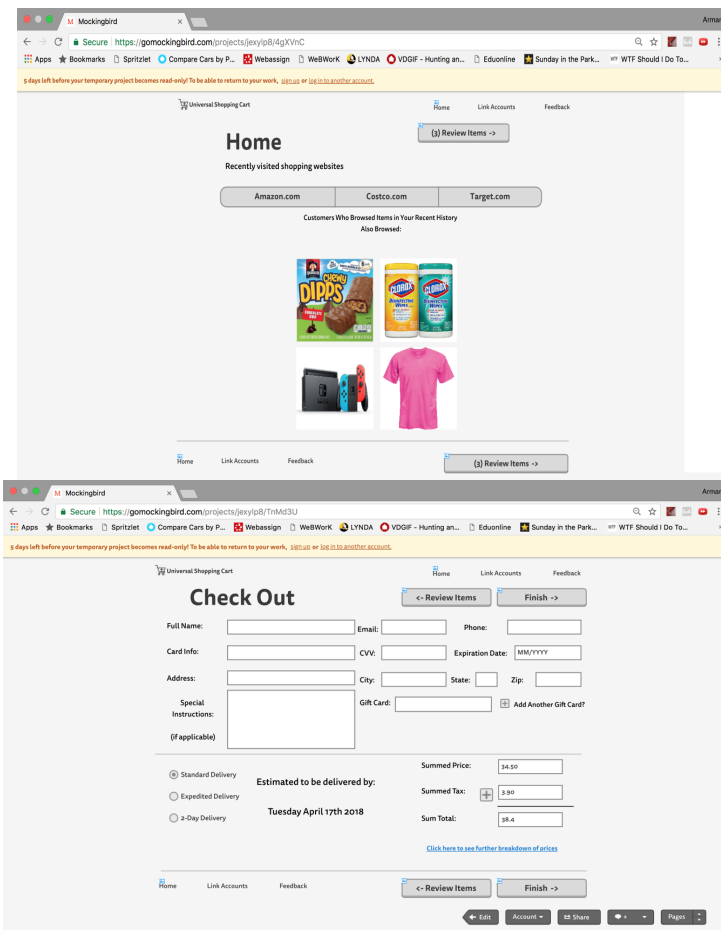 M Mockingbird ×
Arman
Secure https://gomockingbird.com/projects/jexylp8/4gXVnC
Apps Bookmarks Spritzlet Compare Cars by P... Webassign WeBWorK LYNDA VDGIF - Hunting an... Eduonline Sunday in the Park... WTF WTF Should I Do To...
5 days left before your temporary project becomes read-only! To be able to return to your work, sign up or log in to another account.
Universal Shopping Cart Home Link Accounts Feedback
Home (3) Review Items ->
Recently visited shopping websites
Amazon.com Costco.com Target.com
Customers Who Browsed Items in Your Recent History
Also Browsed:
QUAKER
Chewy
DIPPS
CHOCOLATE
CHIP
CLOROX CLOROX
DISINFECTING DISINFECTING
WIPES WIPES
Home Link Accounts Feedback (3) Review Items ->
M Mockingbird ×
Arman
Secure https://gomockingbird.com/projects/jexylp8/TnMd3U
Apps Bookmarks Spritzlet Compare Cars by P... Webassign WeBWorK LYNDA VDGIF - Hunting an... Eduonline Sunday in the Park... WTF WTF Should I Do To...
5 days left before your temporary project becomes read-only! To be able to return to your work, sign up or log in to another account.
Universal Shopping Cart Home Link Accounts Feedback
Check Out <- Review Items Finish ->
Full Name: Email: Phone:
Card Info: CVV: Expiration Date: MM/YYYY
Address: City: State: Zip:
Special Gift Card: + Add Another Gift Card?
Instructions:
(if applicable)
Summed Price: 34.50
Standard Delivery
Estimated to be delivered by:
Expedited Delivery Summed Tax: + 3.90
Tuesday April 17th 2018
2-Day Delivery Sum Total: 38.4
Click here to see further breakdown of prices
Home Link Accounts Feedback <- Review Items Finish ->
Edit Account Share + Pages